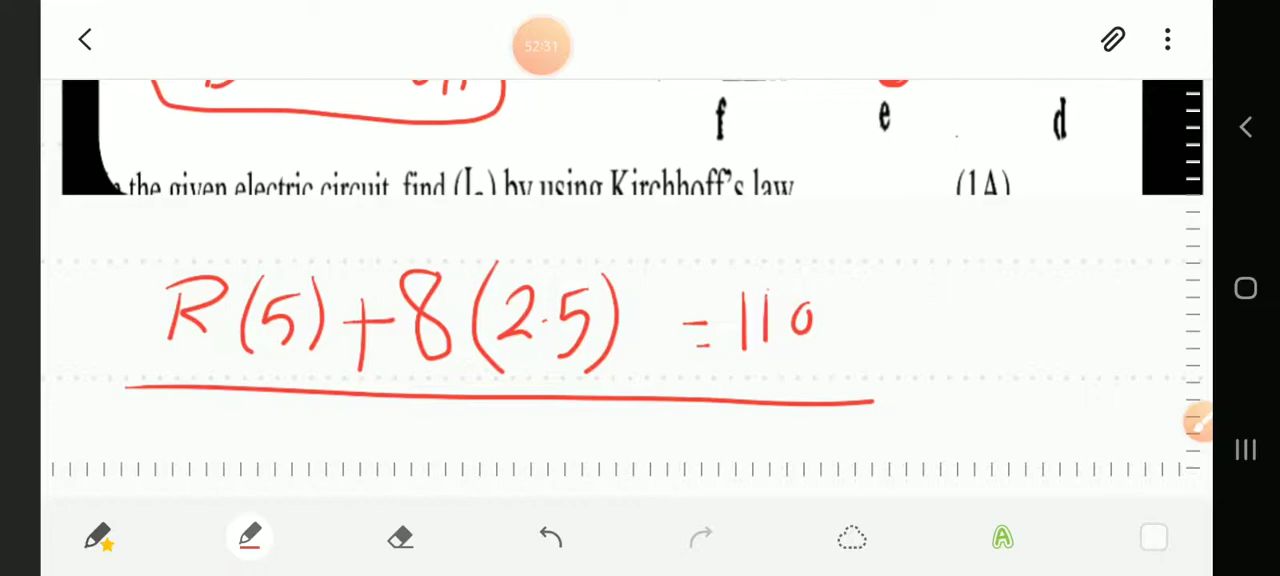 52:31
f e d
the given electric circuit, find (I ) by using Kirchhoff's law (1A)
R(5)+8(2.5) =110
A